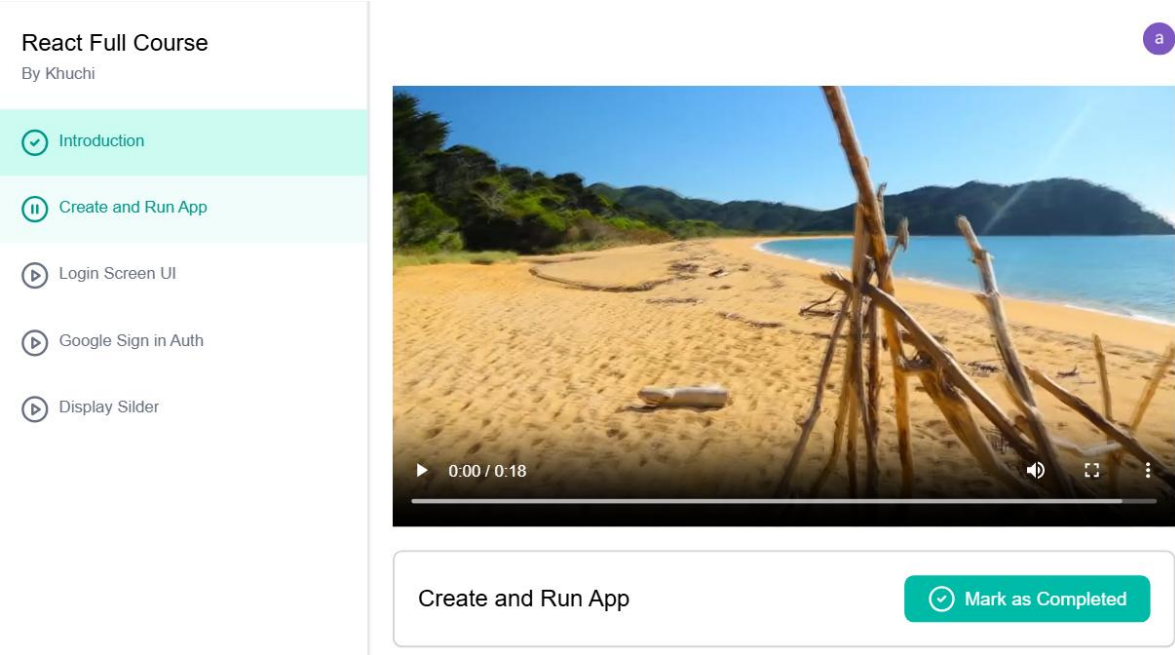 React Full Course
By Khuchi
Introduction
Create and Run App
Login Screen UI
Google Sign in Auth
Display Silder
a
0:00 / 0:18
Create and Run App
Mark as Completed